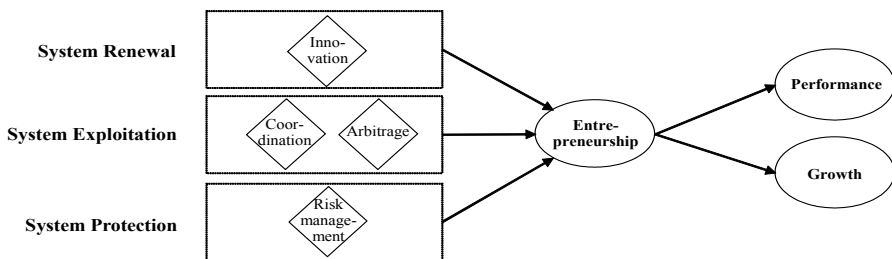 System Renewal
Inno-
vation
System Exploitation
Coor-
dination
Arbitrage
System Protection
Risk
manage-
ment
Entre-
preneurship
Performance
Growth